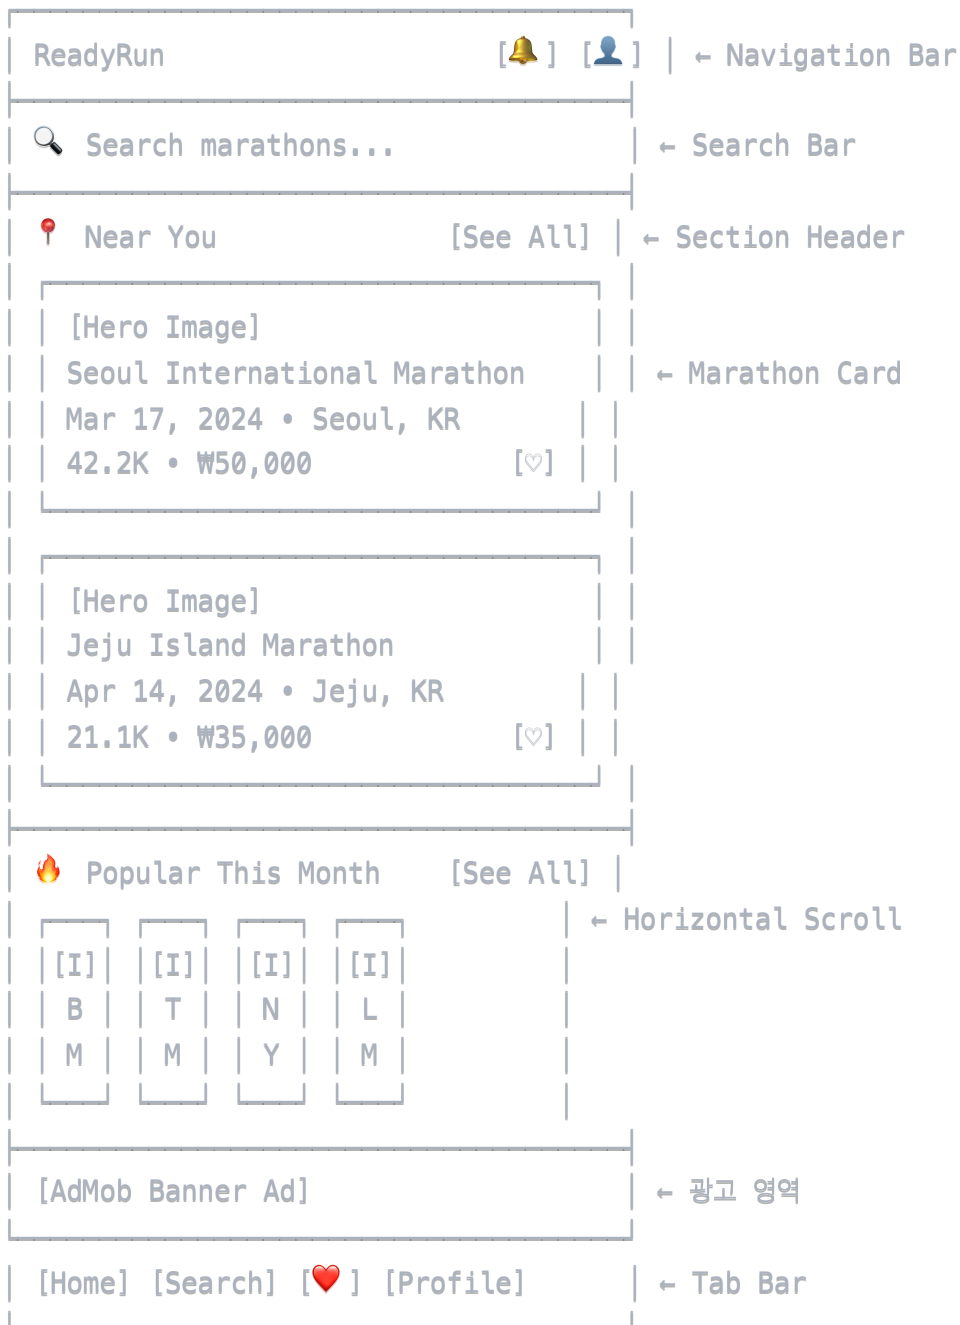 ReadyRun [🔔] [👤] ← Navigation Bar
🔍 Search marathons... ← Search Bar
📍 Near You [See All] ← Section Header
[Hero Image]
Seoul International Marathon ← Marathon Card
Mar 17, 2024 • Seoul, KR
42.2K • ₩50,000 [♡]
[Hero Image]
Jeju Island Marathon
Apr 14, 2024 • Jeju, KR
21.1K • ₩35,000 [♡]
🔥 Popular This Month [See All]
← Horizontal Scroll
[I] [I] [I] [I]
B T N L
M M Y M
[AdMob Banner Ad] ← 광고 영역
[Home] [Search] [❤️] [Profile] ← Tab Bar